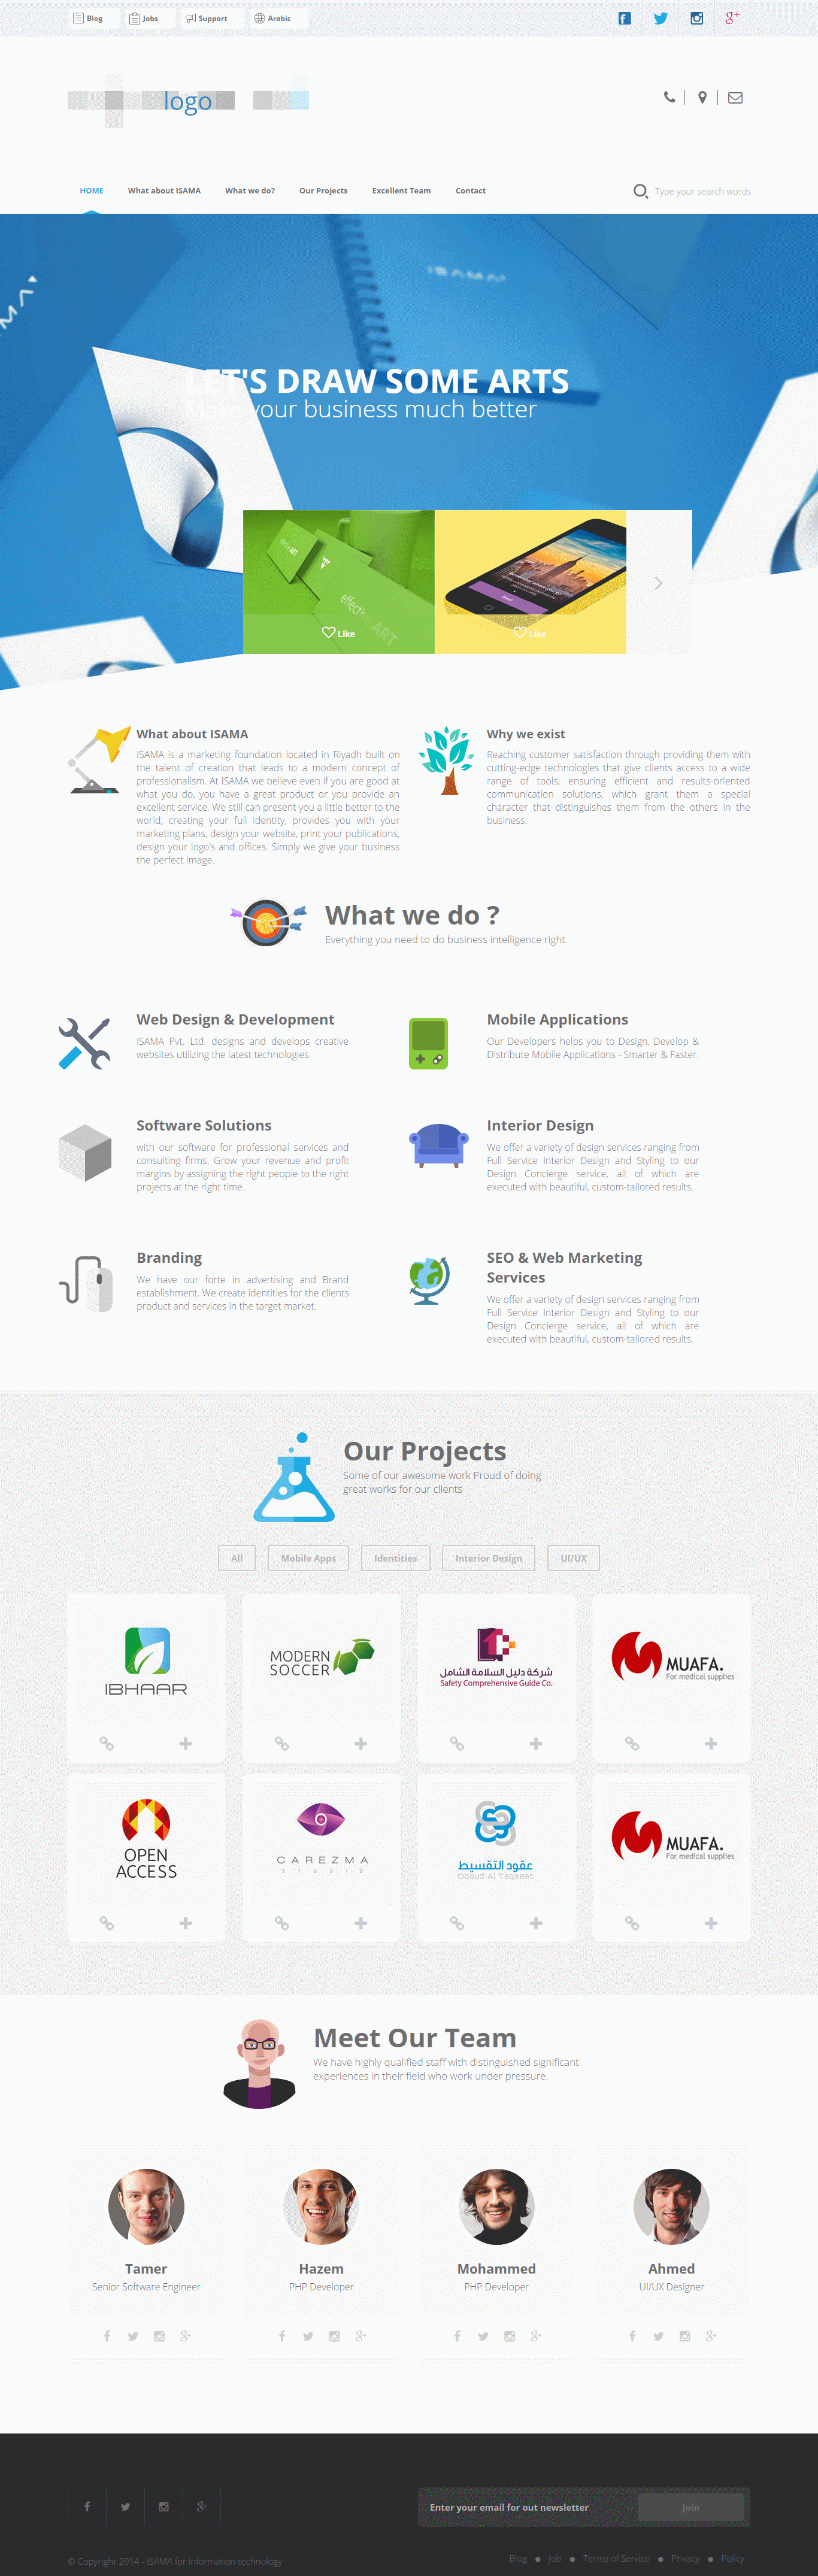 Blog
Jobs
Support
Arabic
logo
HOME
What about ISAMA
What we do?
Our Projects
Excellent Team
Contact
Type your search words
ISAMA
LET'S DRAW SOME ARTS
Make your business much better
effective ART
Like
Like
What about ISAMA
ISAMA is a marketing foundation located in Riyadh built on
the talent of creation that leads to a modern concept of
professionalism. At ISAMA we believe even if you are good at
what you do, you have a great product or you provide an
excellent service. We still can present you a little better to the
world, creating your full identity, provides you with your
marketing plans, design your website, print your publications,
design your logo's and offices. Simply we give your business
the perfect image.
Why we exist
Reaching customer satisfaction through providing them with
cutting-edge technologies that give clients access to a wide
range of tools, ensuring efficient and results-oriented
communication solutions, which grant them a special
character that distinguishes them from the others in the
business.
What we do ?
Everything you need to do business intelligence right.
Web Design & Development
ISAMA Pvt. Ltd. designs and develops creative
websites utilizing the latest technologies.
Mobile Applications
Our Developers helps you to Design, Develop &
Distribute Mobile Applications - Smarter & Faster.
Software Solutions
with our software for professional services and
consulting firms. Grow your revenue and profit
margins by assigning the right people to the right
projects at the right time.
Interior Design
We offer a variety of design services ranging from
Full Service Interior Design and Styling to our
Design Concierge service, all of which are
executed with beautiful, custom-tailored results.
Branding
We have our forte in advertising and Brand
establishment. We create identities for the clients
product and services in the target market.
SEO & Web Marketing
Services
We offer a variety of design services ranging from
Full Service Interior Design and Styling to our
Design Concierge service, all of which are
executed with beautiful, custom-tailored results.
Our Projects
Some of our awesome work Proud of doing
great works for our clients
All
Mobile Apps
Identities
Interior Design
UI/UX
IBHAAR
MODERN
SOCCER
شركة دليل السلامة الشامل
Safety Comprehensive Guide Co.
MUAFA.
For medical supplies
OPEN
ACCESS
CAREZMA
studio
عقود التقسيط
Oqoud Al Taqseet
MUAFA.
For medical supplies
Meet Our Team
We have highly qualified staff with distinguished significant
experiences in their field who work under pressure.
Tamer
Senior Software Engineer
Hazem
PHP Developer
Mohammed
PHP Developer
Ahmed
UI/UX Designer
Enter your email for out newsletter
Join
© Copyright 2014 - ISAMA for Information technology
Blog
Job
Terms of Service
Privacy
Policy